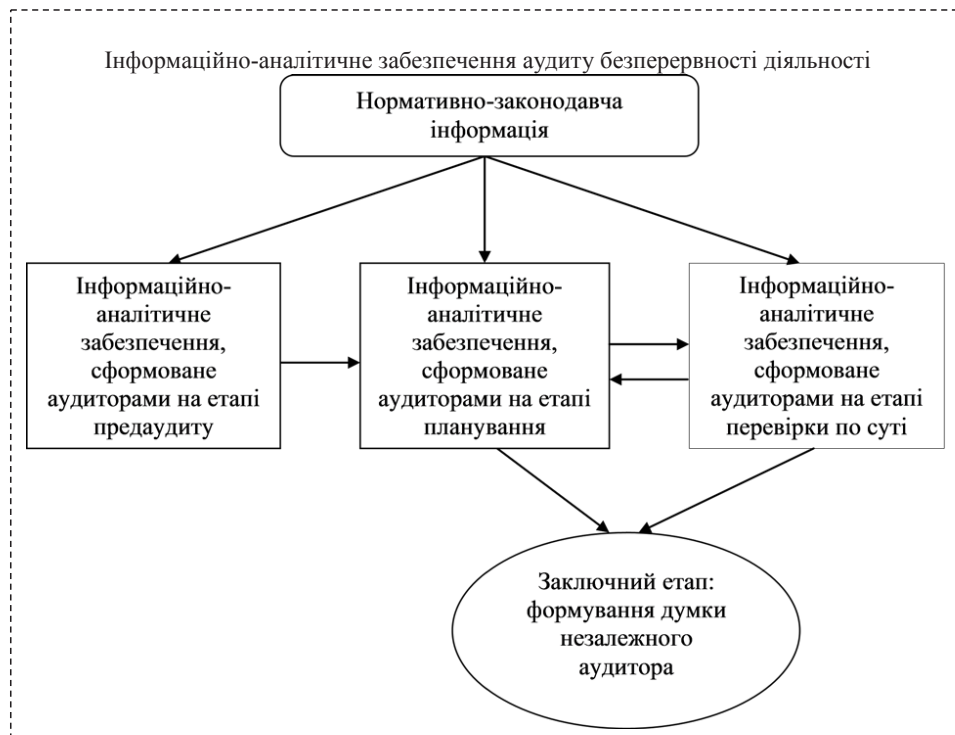 Інформаційно-аналітичне забезпечення аудиту безперервності діяльності
Нормативно-законодавча
інформація
Інформаційно-
аналітичне
забезпечення,
сформоване
аудиторами на етапі
предаудиту
Інформаційно-
аналітичне
забезпечення,
сформоване
аудиторами на етапі
планування
Інформаційно-
аналітичне
забезпечення,
сформоване
аудиторами на етапі
перевірки по суті
Заключний етап:
формування думки
незалежного
аудитора